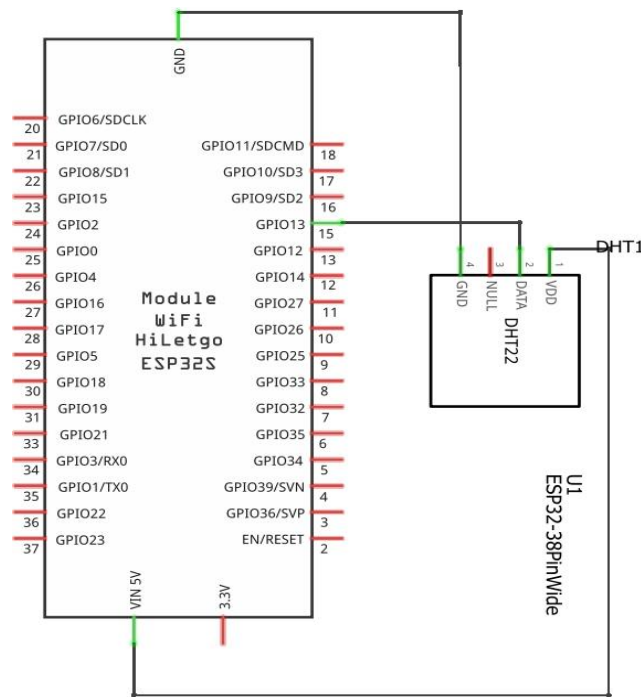 GND
20 GPIO6/SDCLK
21 GPIO7/SD0
22 GPIO8/SD1
23 GPIO15
24 GPIO2
25 GPIO0
26 GPIO4
27 GPIO16
28 GPIO17
29 GPIO5
30 GPIO18
31 GPIO19
33 GPIO21
34 GPIO3/RX0
35 GPIO1/TX0
36 GPIO22
37 GPIO23
Module
WiFi
HiLetgo
ESP32S
GPIO11/SDCMD 18
GPIO10/SD3 17
GPIO9/SD2 16
GPIO13 15
GPIO12 13
GPIO14 12
GPIO27 11
GPIO26 10
GPIO25 9
GPIO33 8
GPIO32 7
GPIO35 6
GPIO34 5
GPIO39/SVN 4
GPIO36/SVP 3
EN/RESET 2
VIN 5V
3.3V
DHT1
4 3 2 1
GND NULL DATA VDD
DHT22
U1
ESP32-38PinWide